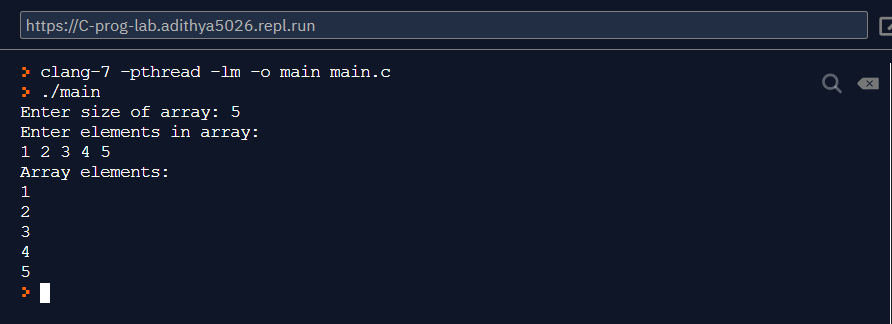 https://C-prog-lab.adithya5026.repl.run
> clang-7 -pthread -lm -o main main.c
> ./main
Enter size of array: 5
Enter elements in array:
1 2 3 4 5
Array elements:
1
2
3
4
5
>